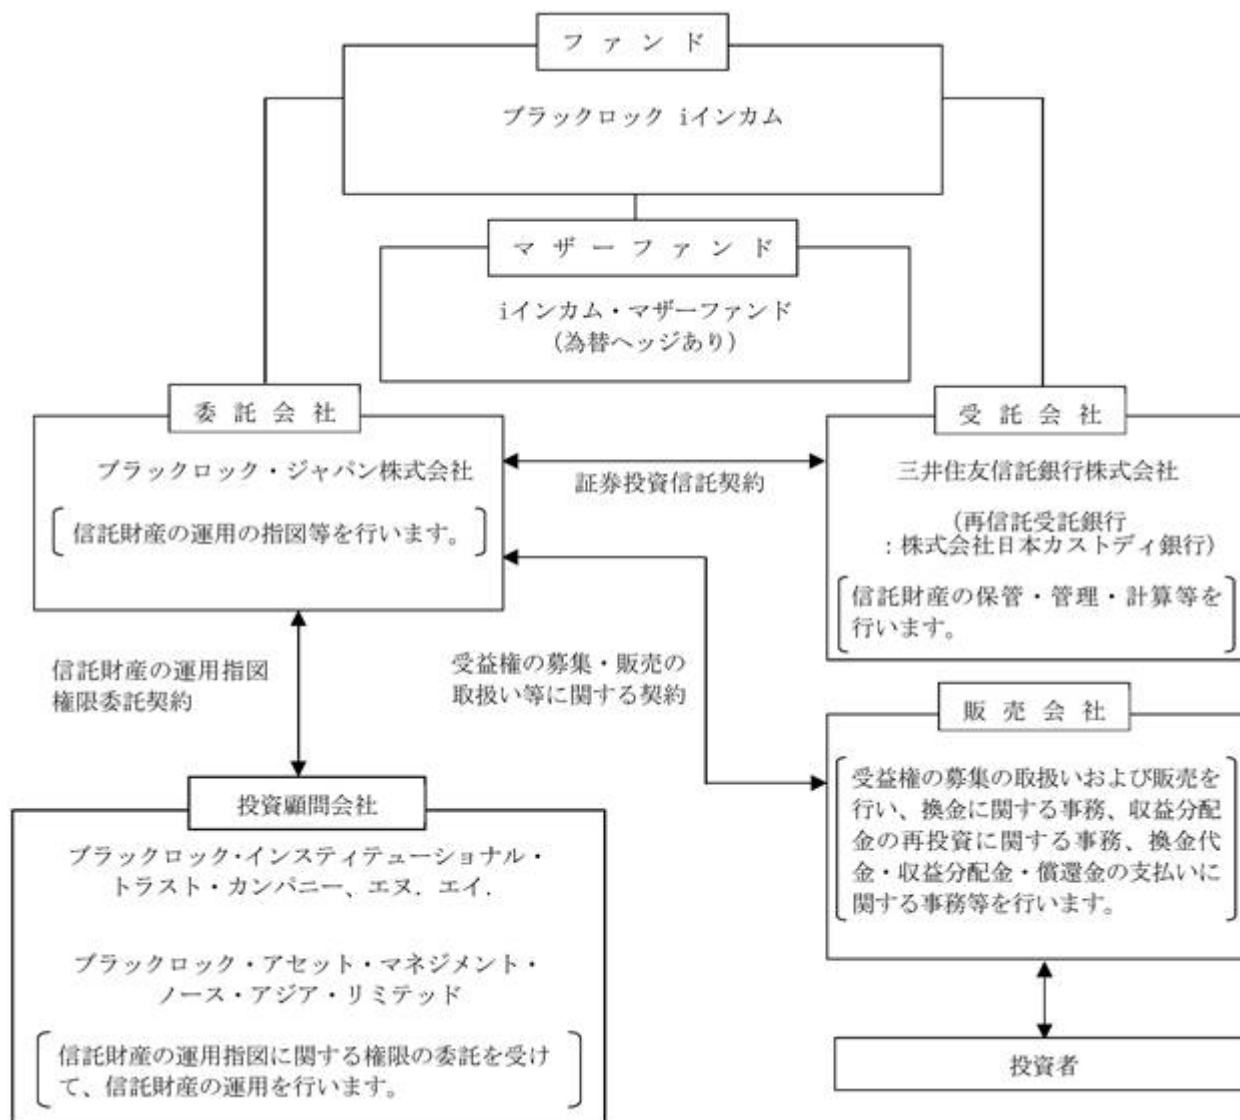 ファンド
ブラックロック iインカム
マザーファンド
iインカム・マザーファンド
(為替ヘッジあり)
委託会社
ブラックロック・ジャパン株式会社
信託財産の運用の指図等を行います。
証券投資信託契約
受託会社
三井住友信託銀行株式会社
(再信託受託銀行
:株式会社日本カストディ銀行)
信託財産の保管・管理・計算等を
行います。
信託財産の運用指図
権限委託契約
受益権の募集・販売の
取扱い等に関する契約
販売会社
受益権の募集の取扱いおよび販売を
行い、換金に関する事務、収益分配
金の再投資に関する事務、換金代
金・収益分配金・償還金の支払いに
関する事務等を行います。
投資顧問会社
ブラックロック・インスティテューショナル・
トラスト・カンパニー、エヌ．エイ．
ブラックロック・アセット・マネジメント・
ノース・アジア・リミテッド
信託財産の運用指図に関する権限の委託を受け
て、信託財産の運用を行います。
投資者